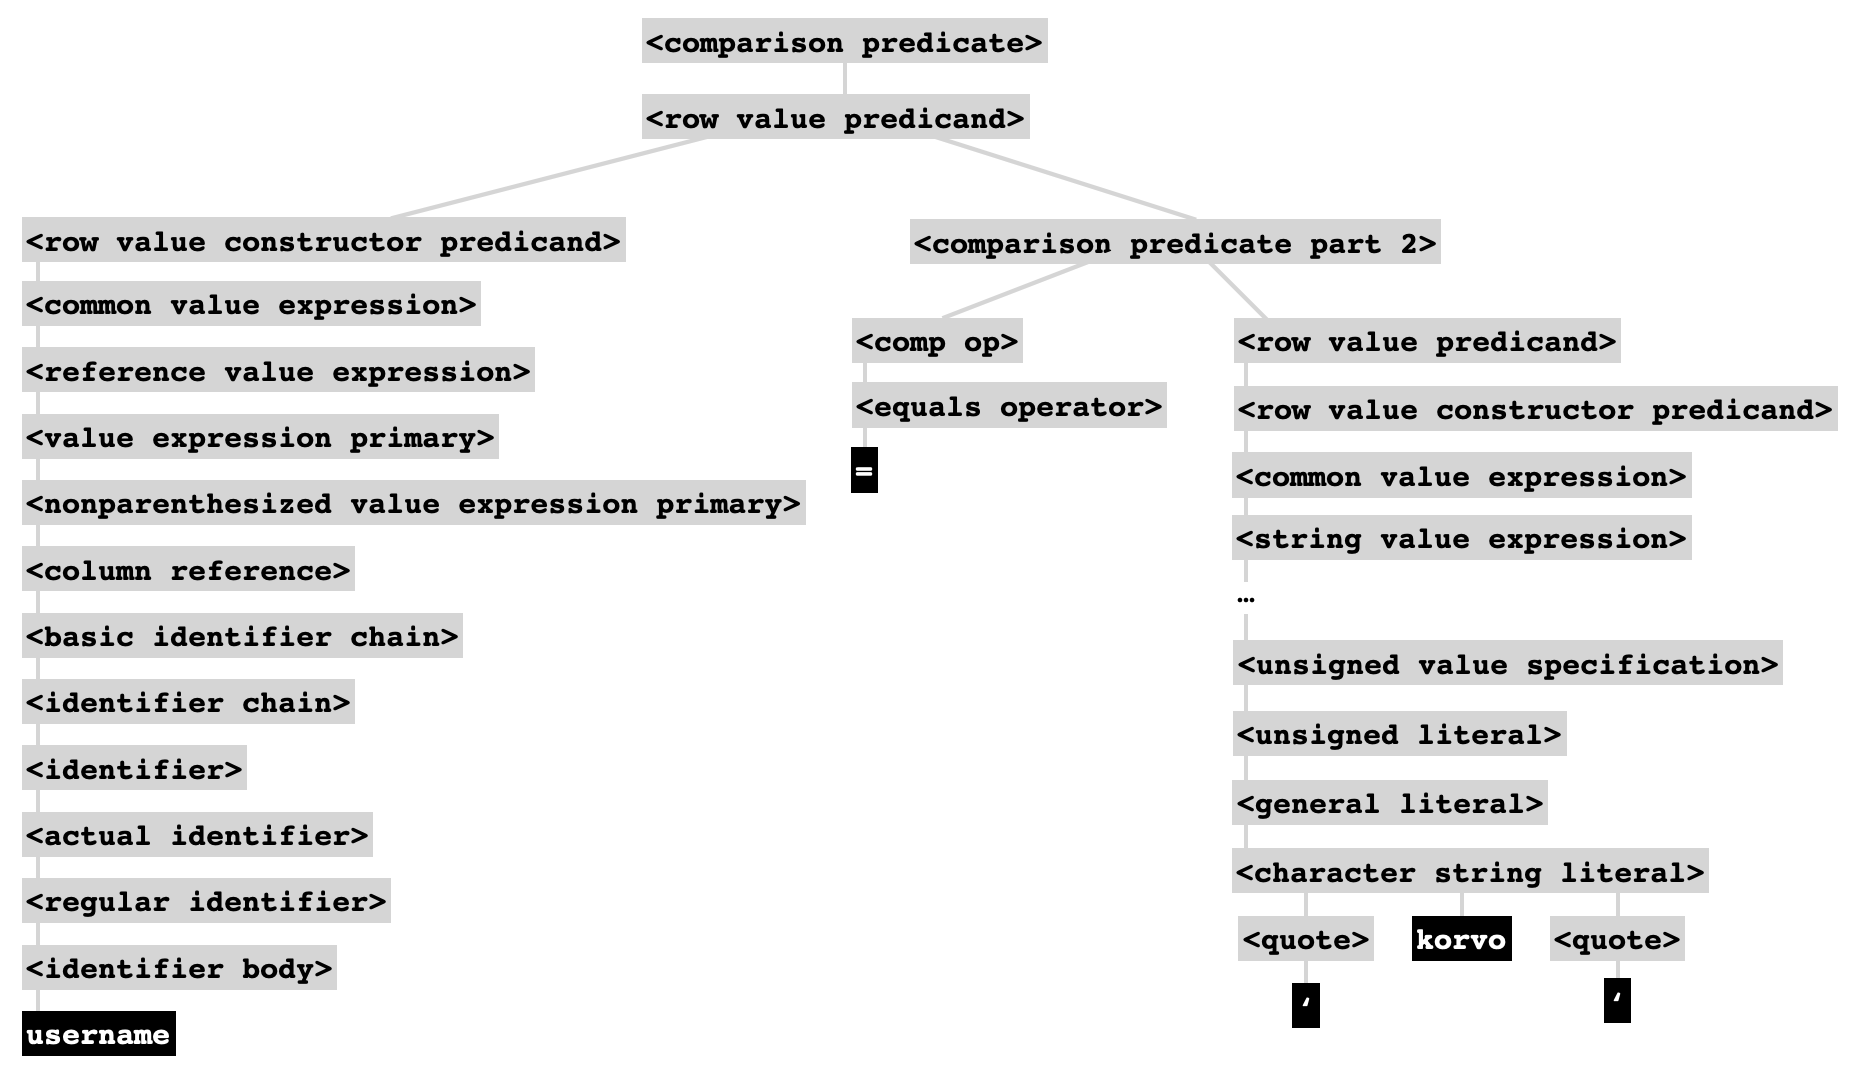 <comparison predicate>
<row value predicand>
<row value constructor predicand>
<common value expression>
<reference value expression>
<value expression primary>
<nonparenthesized value expression primary>
<column reference>
<basic identifier chain>
<identifier chain>
<identifier>
<actual identifier>
<regular identifier>
<identifier body>
username
<comparison predicate part 2>
<comp op>
<equals operator>
=
<row value predicand>
<row value constructor predicand>
<common value expression>
<string value expression>
…
<unsigned value specification>
<unsigned literal>
<general literal>
<character string literal>
<quote> korvo <quote>
‘ ‘